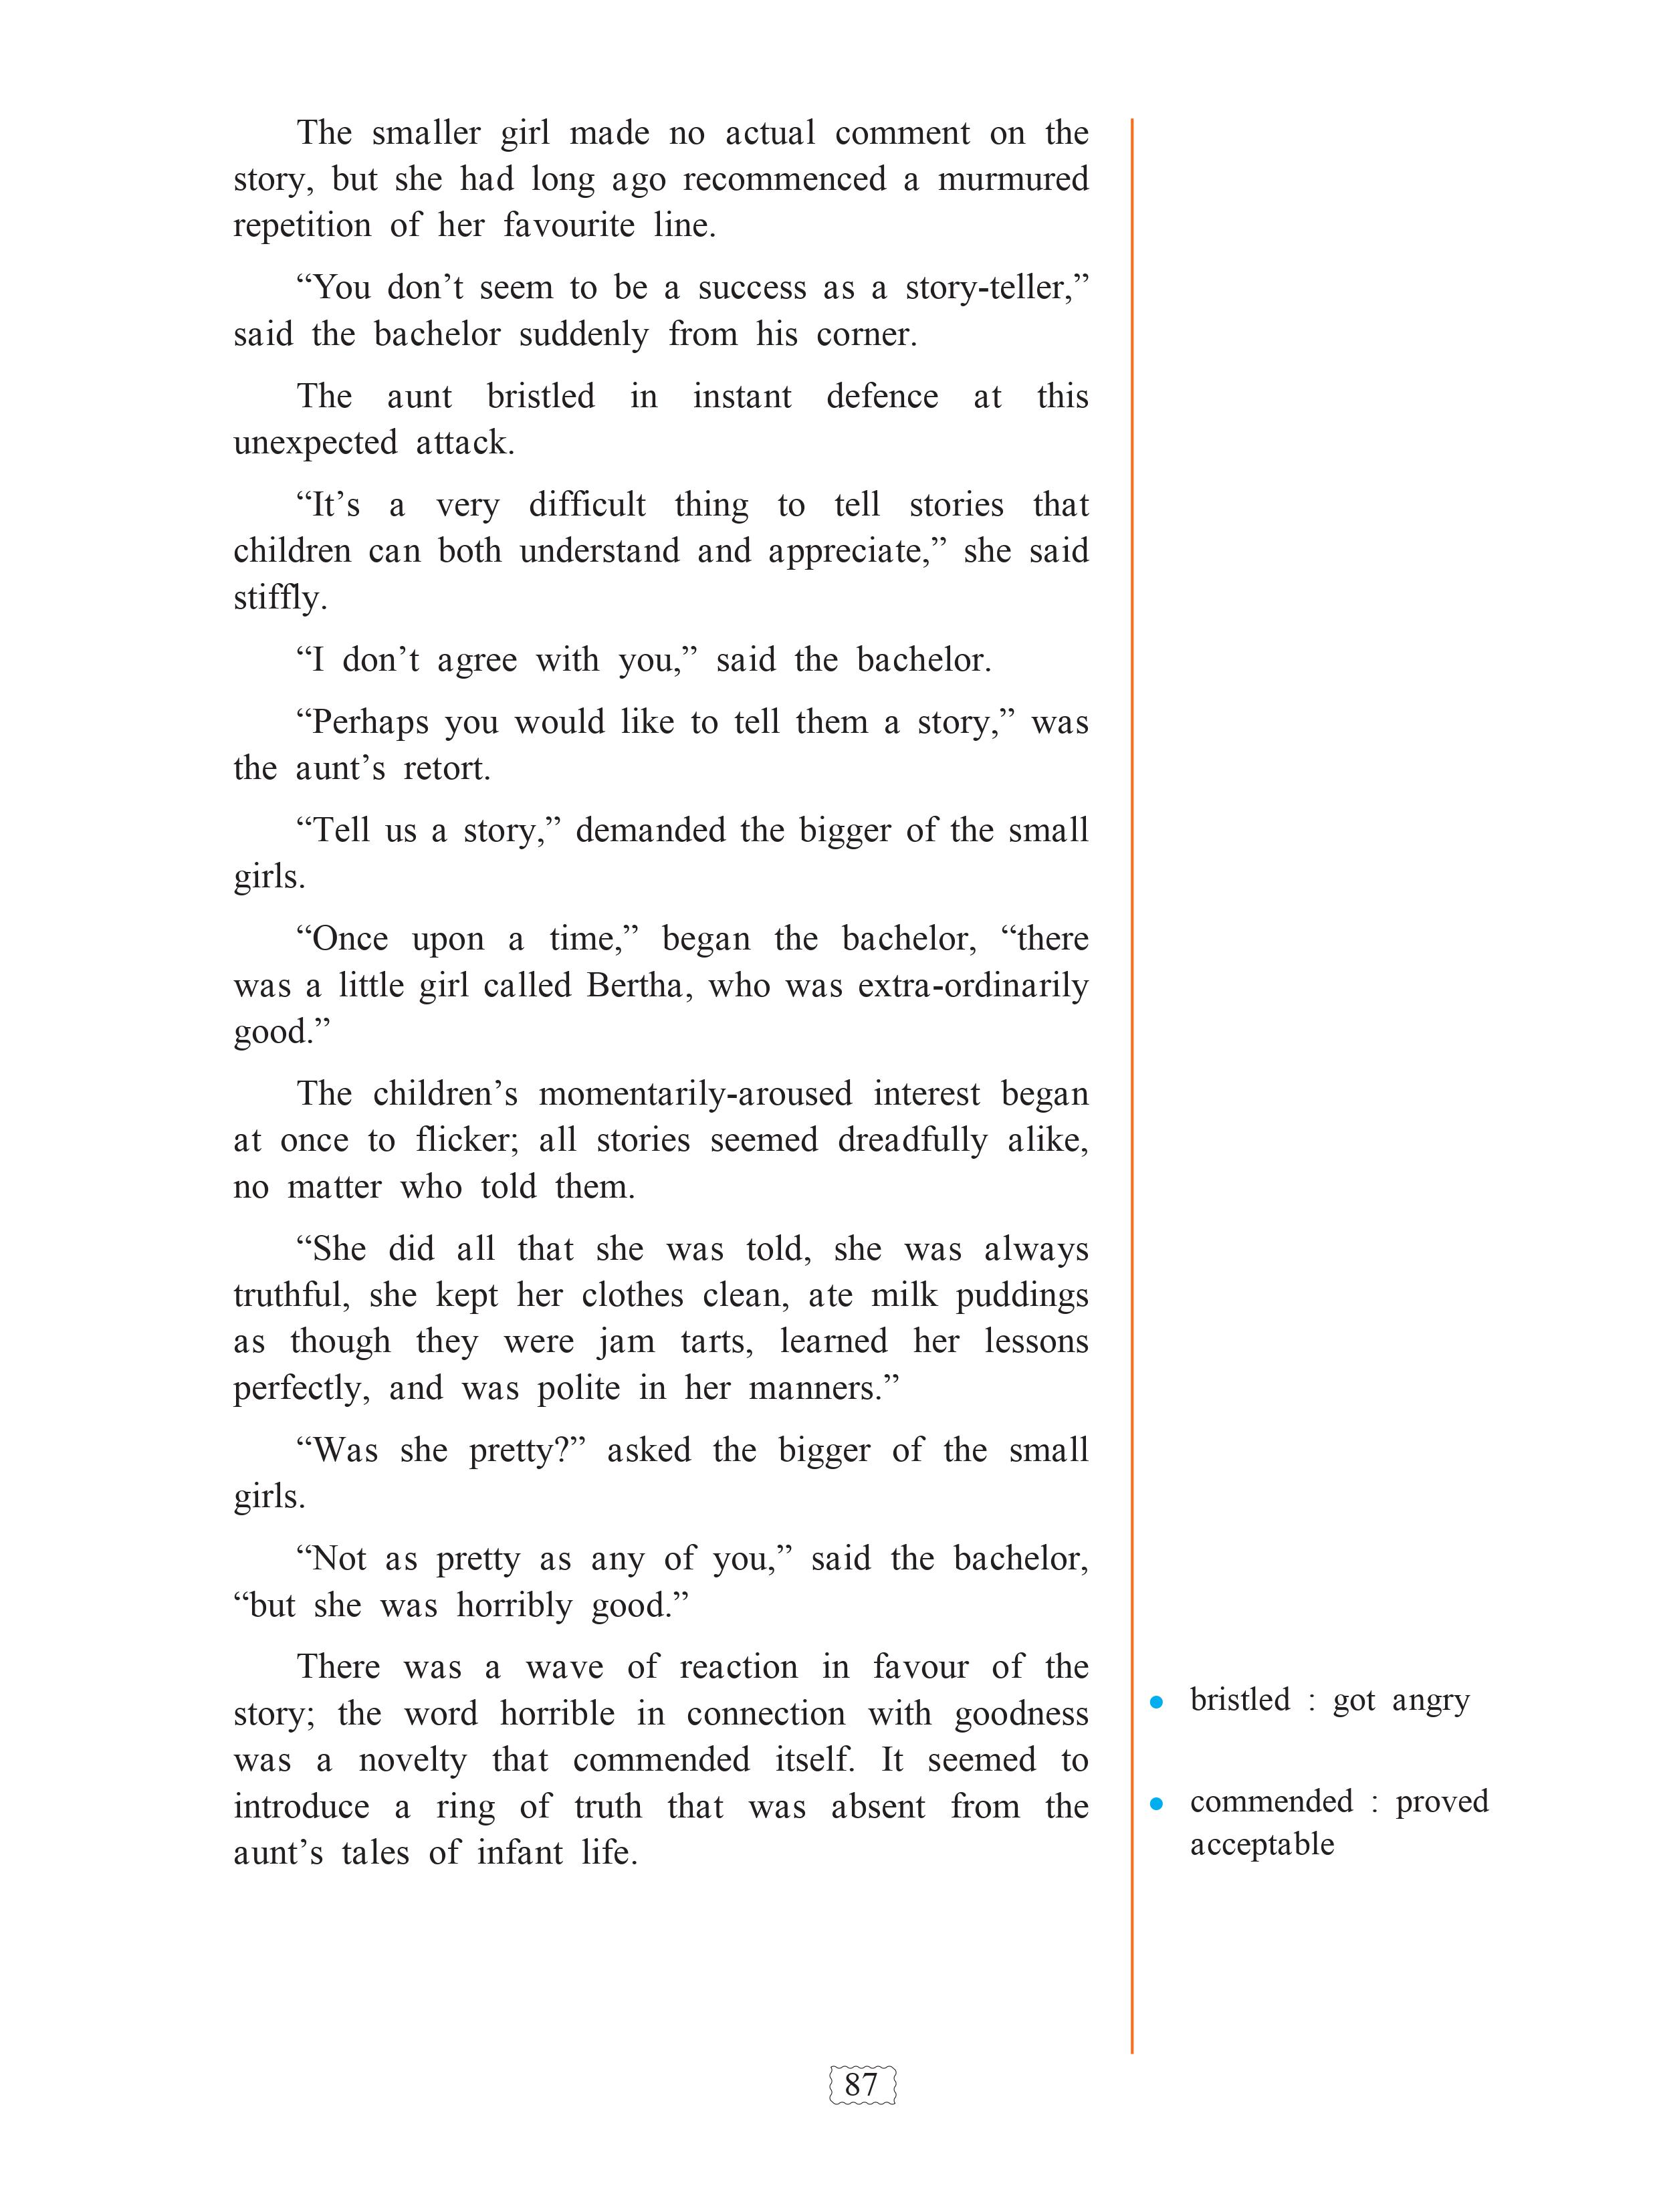 The smaller girl made no actual comment on the
story, but she had long ago recommenced a murmured
repetition of her favourite line.
“You don’t seem to be a success as a story-teller,”
said the bachelor suddenly from his corner.
The aunt bristled in instant defence at this
unexpected attack.
“It’s a very difficult thing to tell stories that
children can both understand and appreciate,” she said
stiffly.
“I don’t agree with you,” said the bachelor.
“Perhaps you would like to tell them a story,” was
the aunt’s retort.
“Tell us a story,” demanded the bigger of the small
girls.
“Once upon a time,” began the bachelor, “there
was a little girl called Bertha, who was extra-ordinarily
good.”
The children’s momentarily-aroused interest began
at once to flicker; all stories seemed dreadfully alike,
no matter who told them.
“She did all that she was told, she was always
truthful, she kept her clothes clean, ate milk puddings
as though they were jam tarts, learned her lessons
perfectly, and was polite in her manners.”
“Was she pretty?” asked the bigger of the small
girls.
“Not as pretty as any of you,” said the bachelor,
“but she was horribly good.”
There was a wave of reaction in favour of the
story; the word horrible in connection with goodness
was a novelty that commended itself. It seemed to
introduce a ring of truth that was absent from the
aunt’s tales of infant life.
• bristled : got angry
• commended : proved
acceptable
87